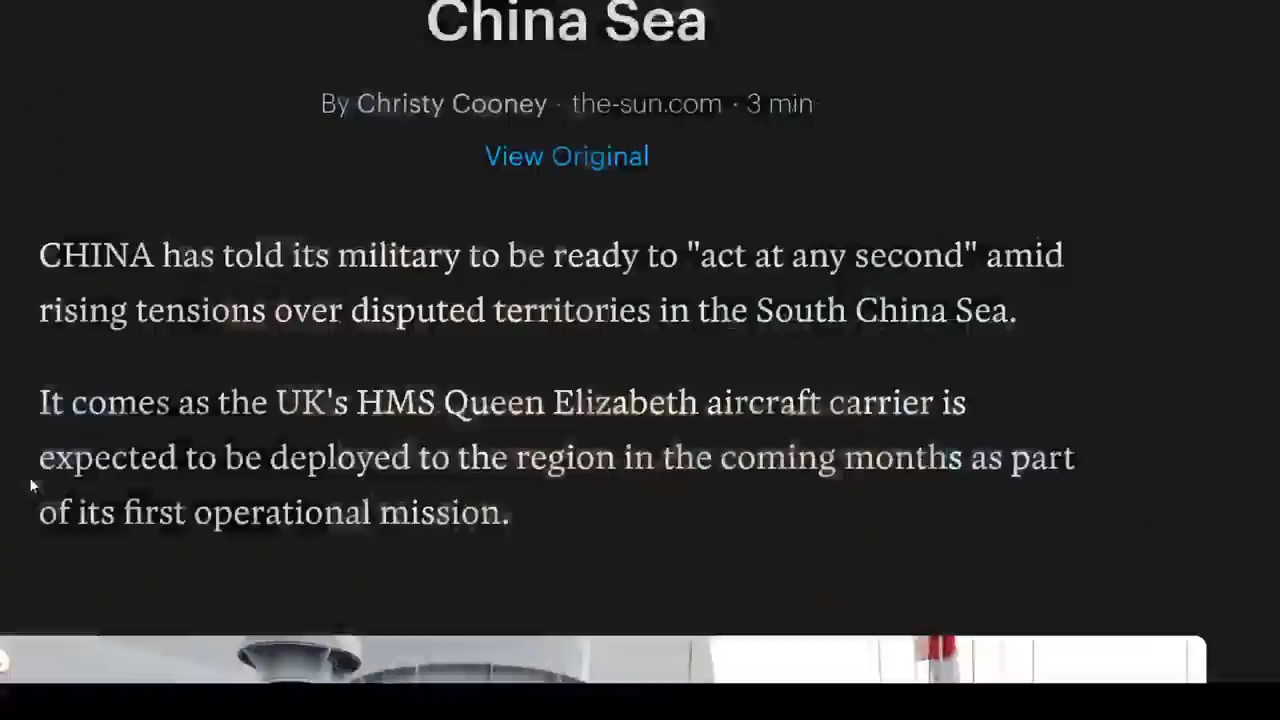 China Sea
By Christy Cooney · the-sun.com · 3 min
View Original
CHINA has told its military to be ready to "act at any second" amid
rising tensions over disputed territories in the South China Sea.
It comes as the UK's HMS Queen Elizabeth aircraft carrier is
expected to be deployed to the region in the coming months as part
of its first operational mission.